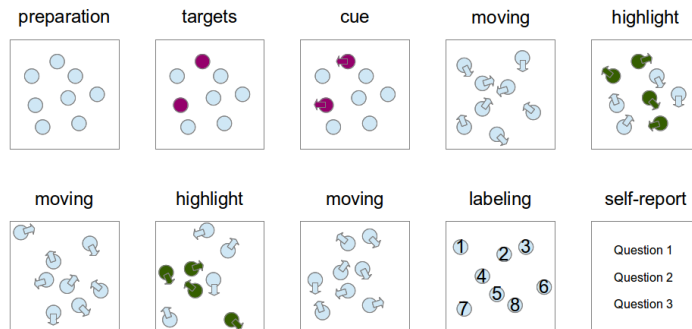 preparation
targets
cue
moving
highlight
moving
highlight
moving
labeling
self-report
1
2
3
4
5
6
7
8
Question 1
Question 2
Question 3